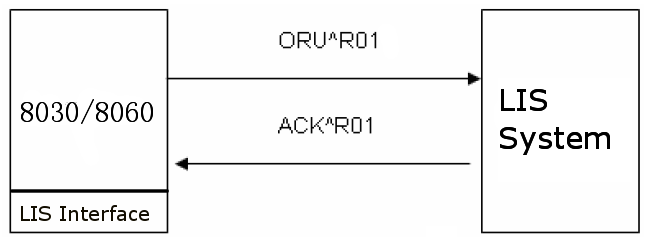 ORU^R01
8030/8060
ACK^R01
LIS
System
LIS Interface